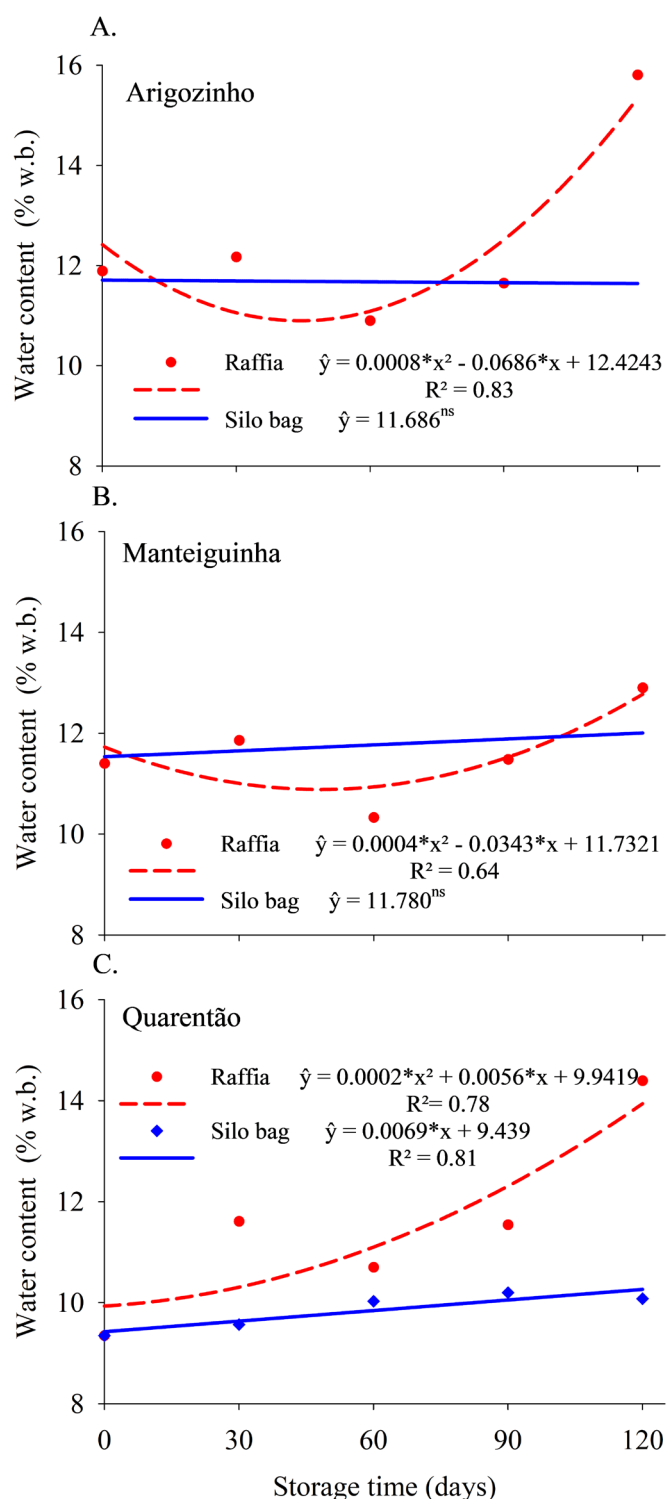 A.
16
14
12
10
8
Water content (% w.b.)
Arigozinho
Raffia ŷ = 0.0008*x² - 0.0686*x + 12.4243
R² = 0.83
Silo bag ŷ = 11.686ⁿˢ
B.
16
14
12
10
8
Water content (% w.b.)
Manteiguinha
Raffia ŷ = 0.0004*x² - 0.0343*x + 11.7321
R² = 0.64
Silo bag ŷ = 11.780ⁿˢ
C.
16
14
12
10
8
Water content (% w.b.)
Quarentão
Raffia ŷ = 0.0002*x² + 0.0056*x + 9.9419
R²= 0.78
Silo bag ŷ = 0.0069*x + 9.439
R² = 0.81
0 30 60 90 120
Storage time (days)